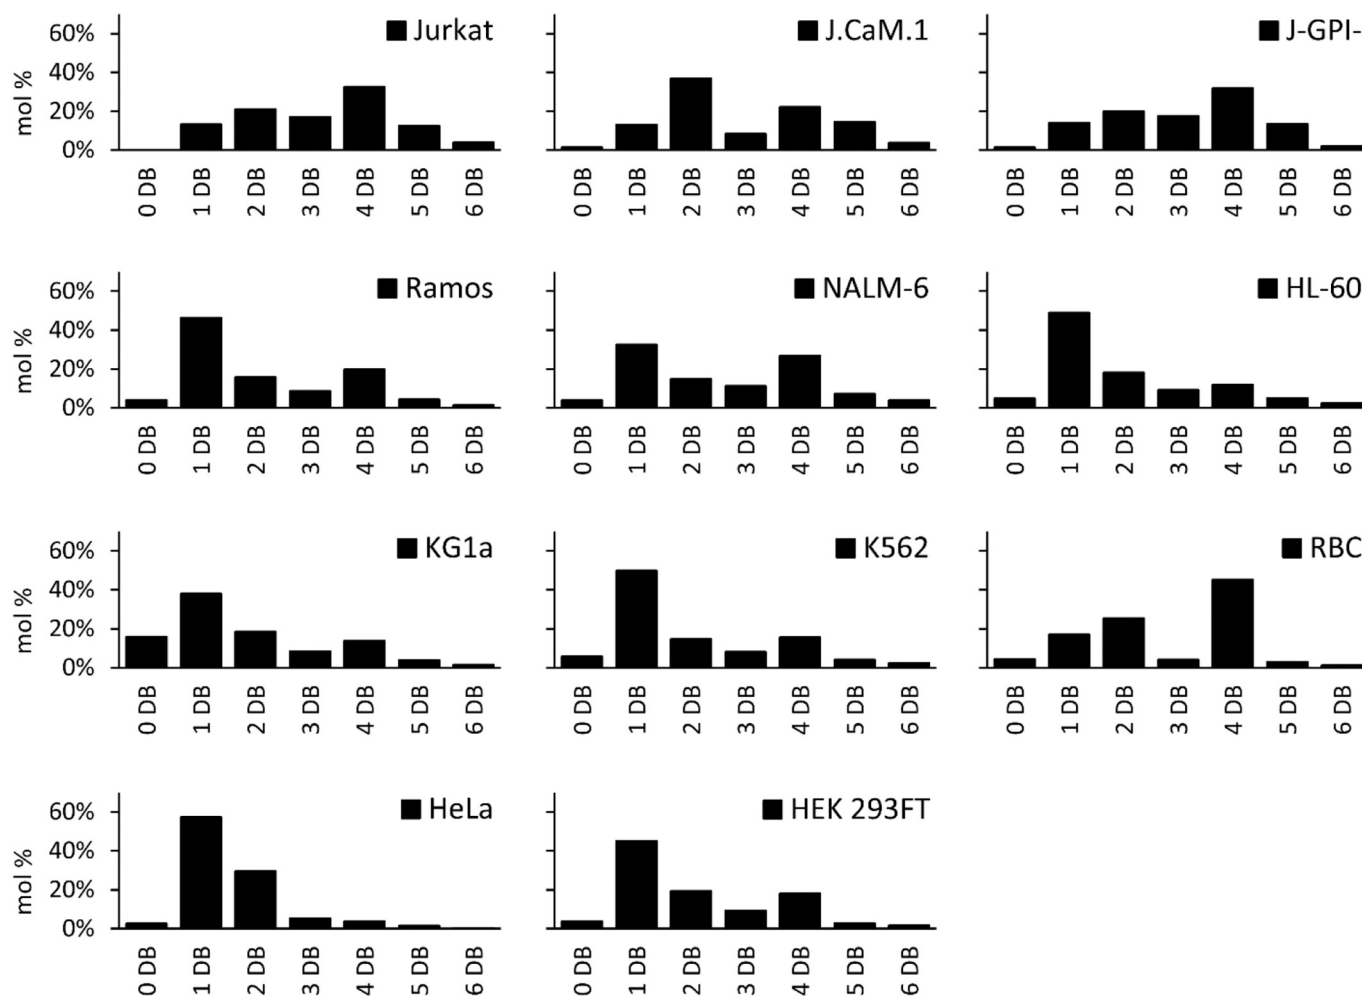 60%
40%
20%
0%
mol %
Jurkat
0 DB
1 DB
2 DB
3 DB
4 DB
5 DB
6 DB
J.CaM.1
0 DB
1 DB
2 DB
3 DB
4 DB
5 DB
6 DB
J-GPI-
0 DB
1 DB
2 DB
3 DB
4 DB
5 DB
6 DB
60%
40%
20%
0%
mol %
Ramos
0 DB
1 DB
2 DB
3 DB
4 DB
5 DB
6 DB
NALM-6
0 DB
1 DB
2 DB
3 DB
4 DB
5 DB
6 DB
HL-60
0 DB
1 DB
2 DB
3 DB
4 DB
5 DB
6 DB
60%
40%
20%
0%
mol %
KG1a
0 DB
1 DB
2 DB
3 DB
4 DB
5 DB
6 DB
K562
0 DB
1 DB
2 DB
3 DB
4 DB
5 DB
6 DB
RBC
0 DB
1 DB
2 DB
3 DB
4 DB
5 DB
6 DB
60%
40%
20%
0%
mol %
HeLa
0 DB
1 DB
2 DB
3 DB
4 DB
5 DB
6 DB
HEK 293FT
0 DB
1 DB
2 DB
3 DB
4 DB
5 DB
6 DB